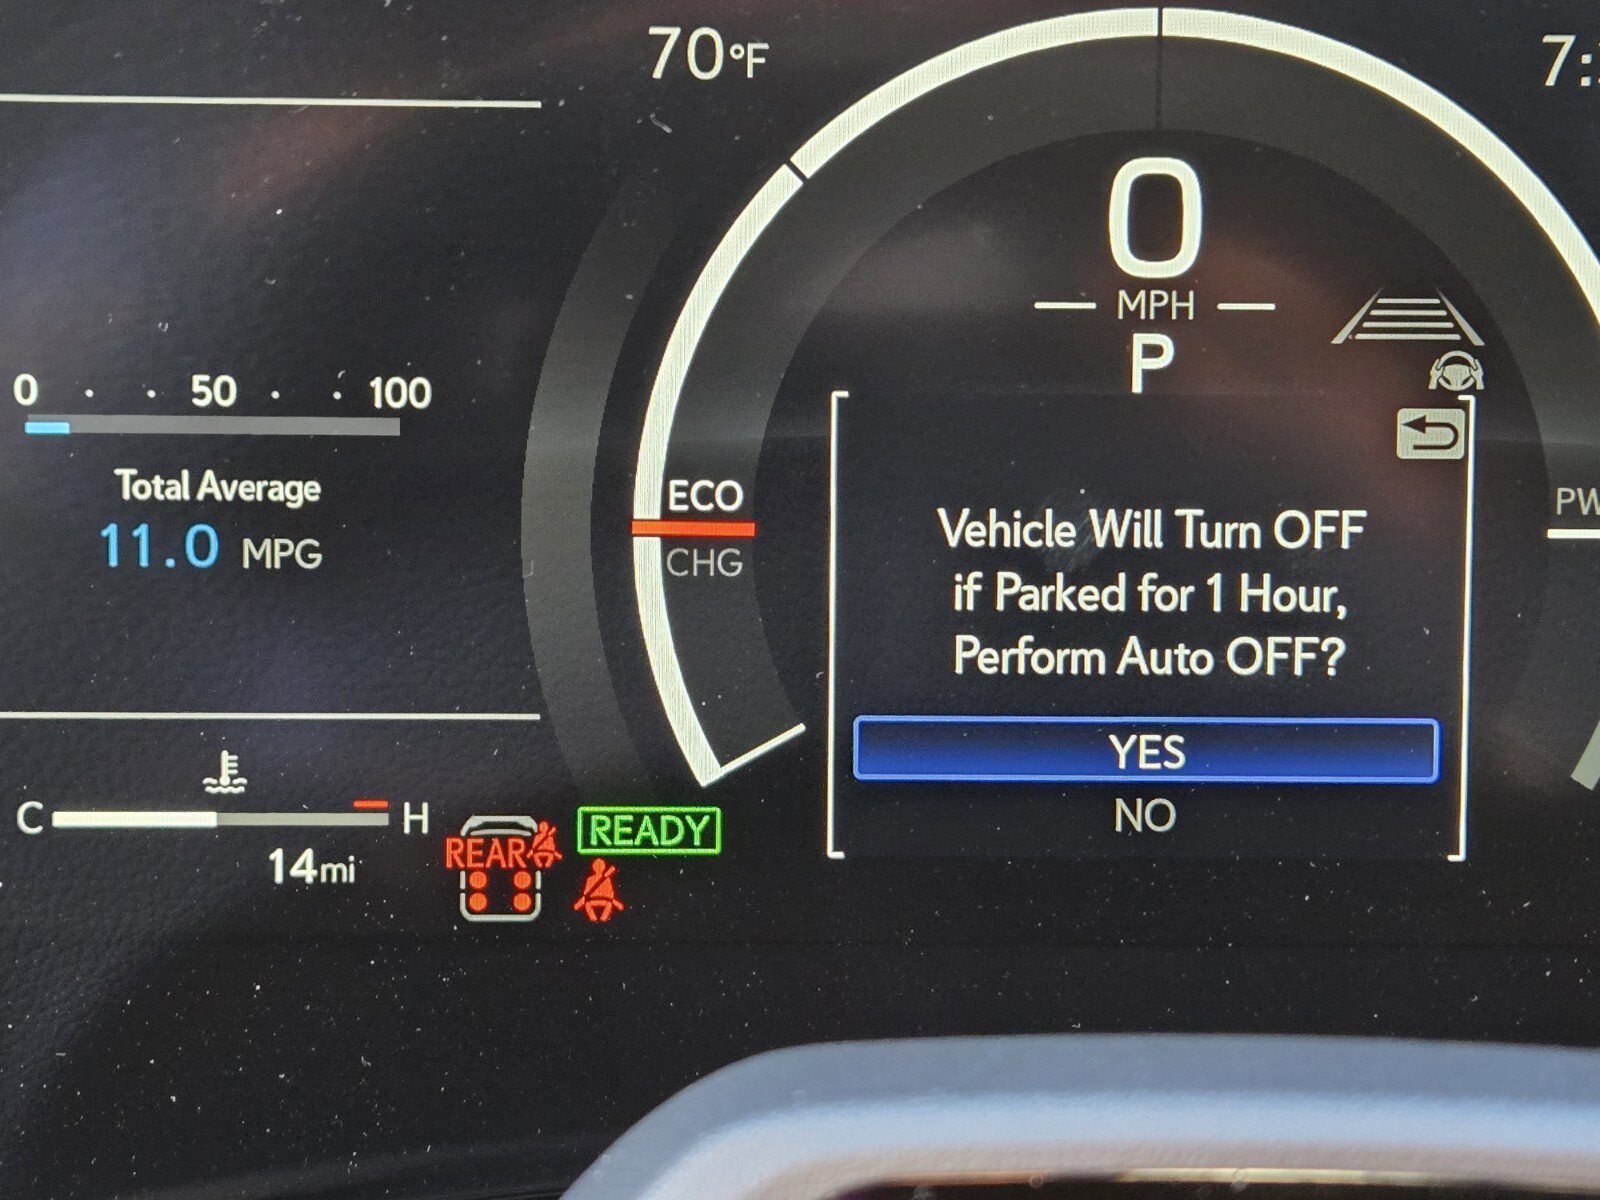 70°F
7:
0
MPH
P
0 50 100
Total Average
11.0 MPG
ECO
CHG
Vehicle Will Turn OFF
if Parked for 1 Hour,
Perform Auto OFF?
YES
NO
C H
14mi
REAR
READY